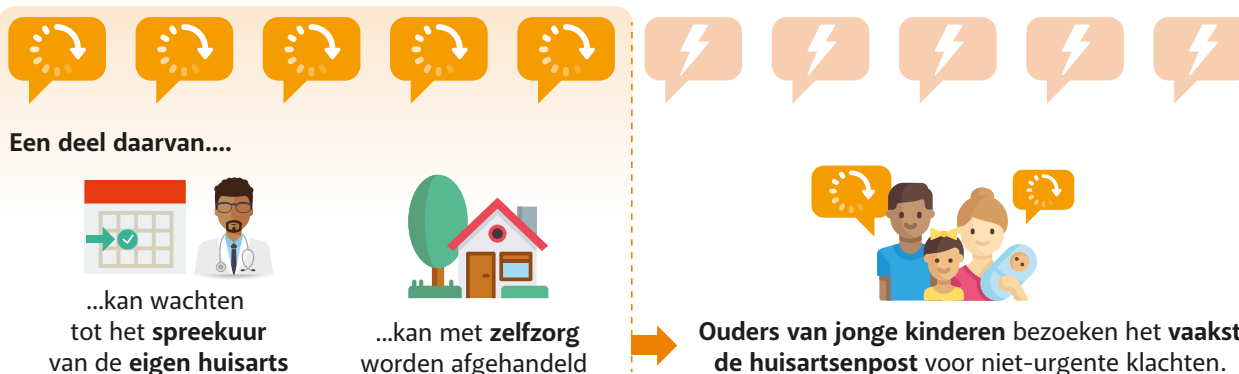 Een deel daarvan....
...kan wachten
tot het spreekuur
van de eigen huisarts
...kan met zelfzorg
worden afgehandeld
Ouders van jonge kinderen bezoeken het vaakst
de huisartsenpost voor niet-urgente klachten.